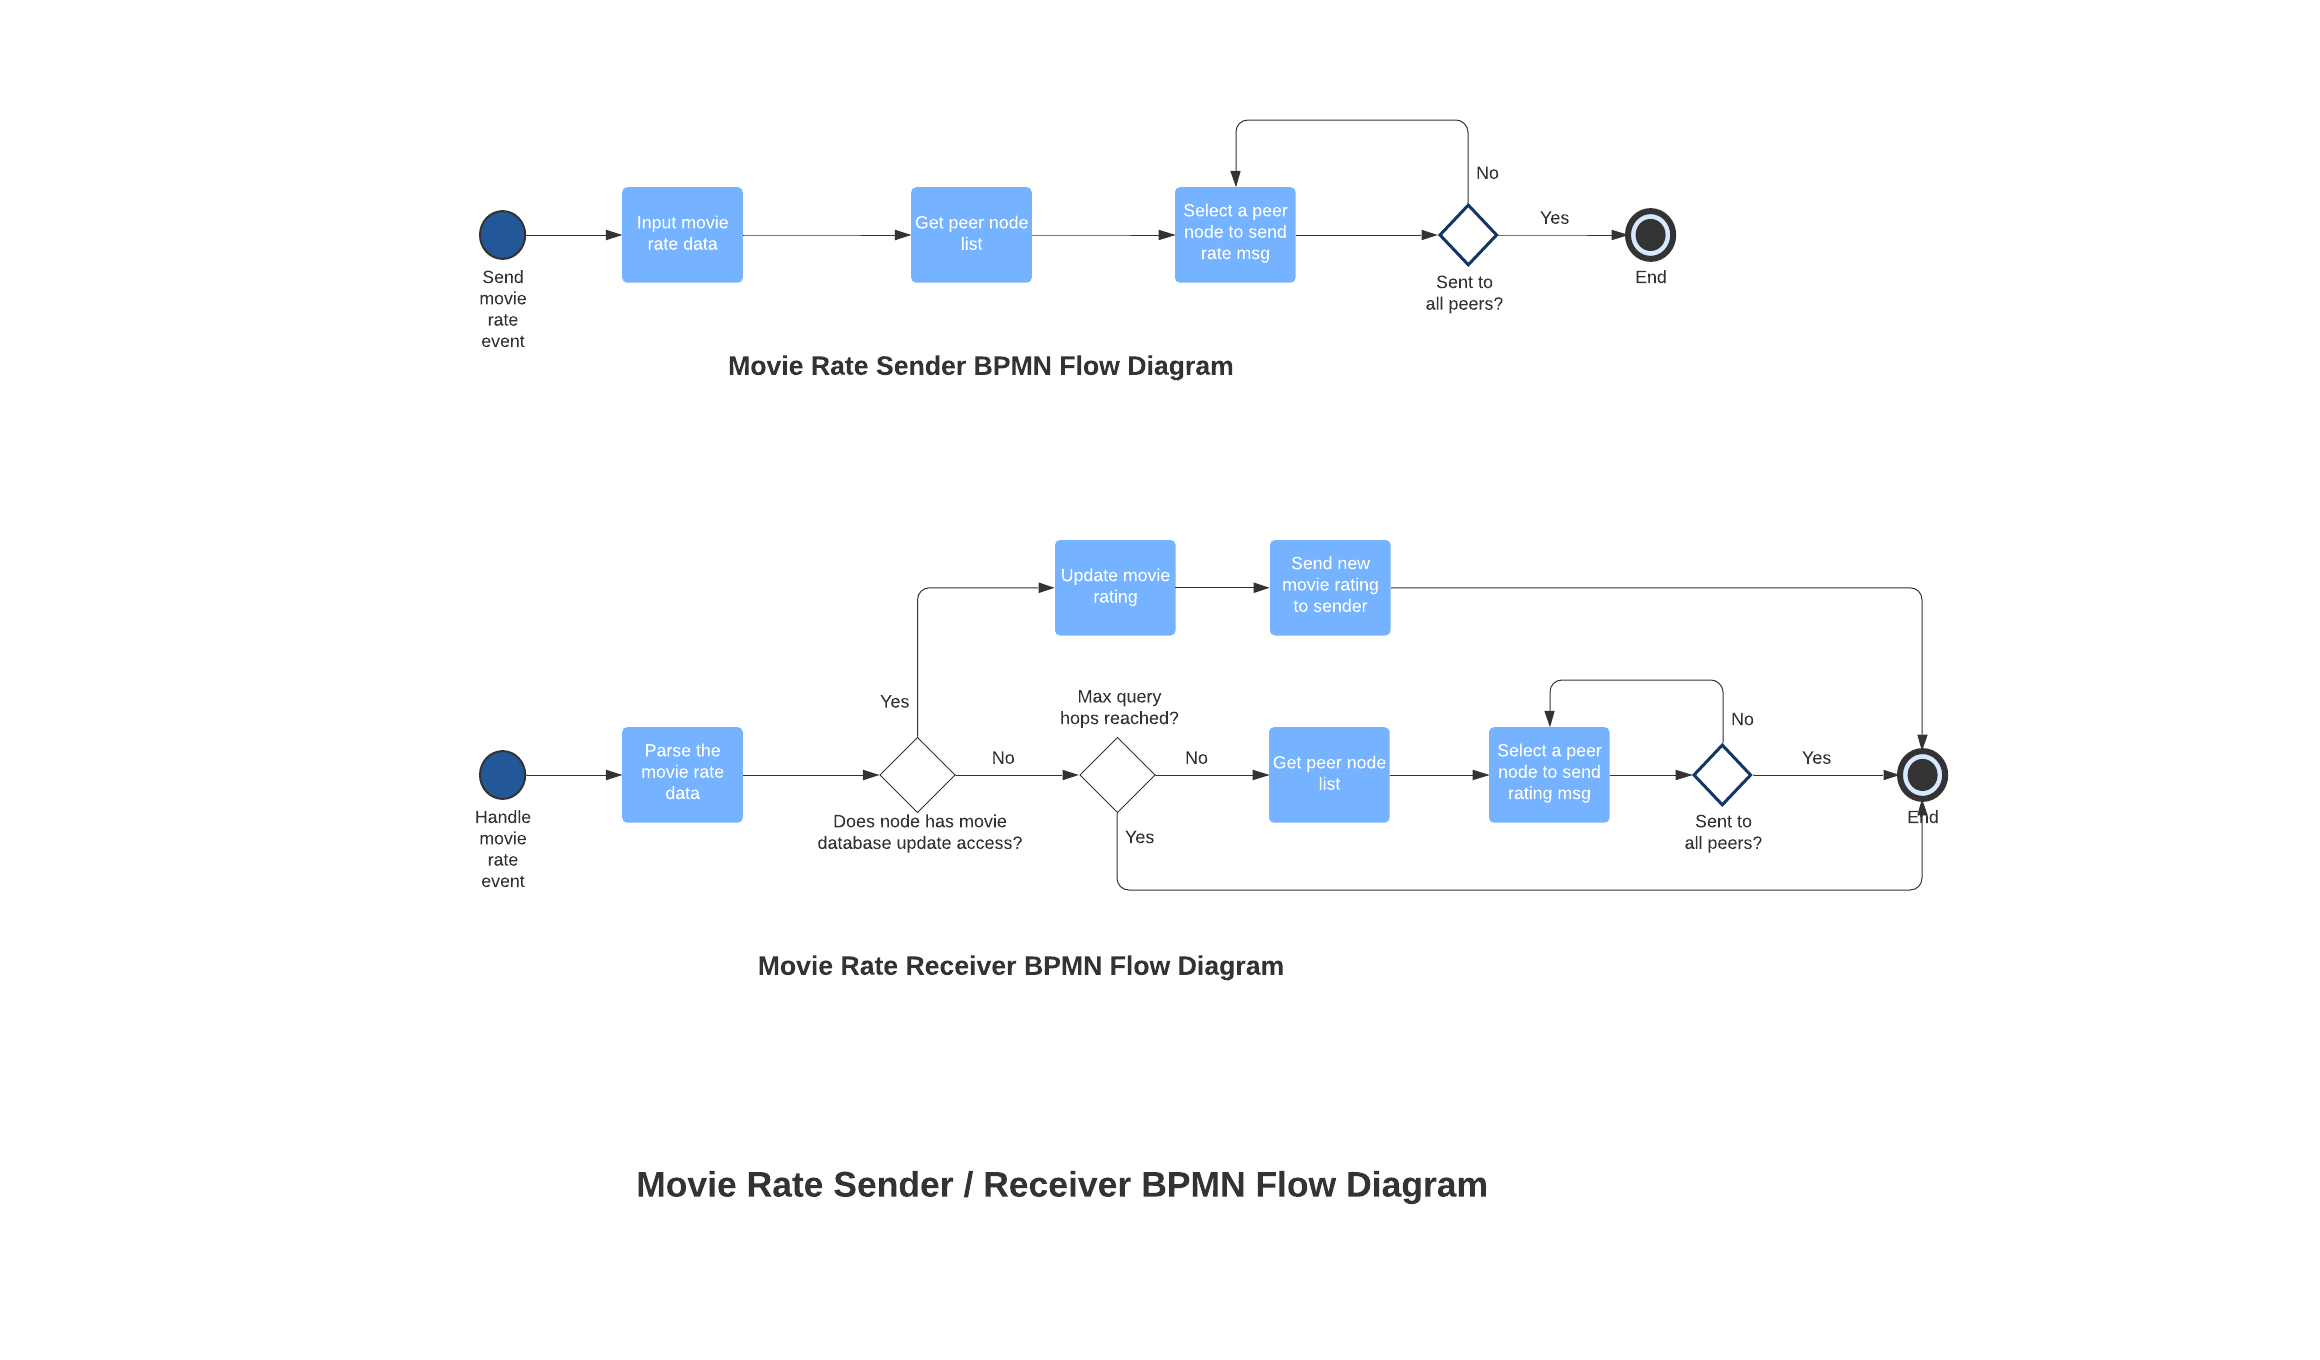 No
Input movie
rate data
Get peer node
list
Select a peer
node to send
rate msg
Yes
Send
movie
rate
event
Sent to
all peers?
End
Movie Rate Sender BPMN Flow Diagram
Update movie
rating
Send new
movie rating
to sender
Yes
Max query
hops reached?
No
Parse the
movie rate
data
No
No
Get peer node
list
Select a peer
node to send
rating msg
Yes
Handle
movie
rate
event
Does node has movie
database update access?
Yes
Sent to
all peers?
End
Movie Rate Receiver BPMN Flow Diagram
Movie Rate Sender / Receiver BPMN Flow Diagram